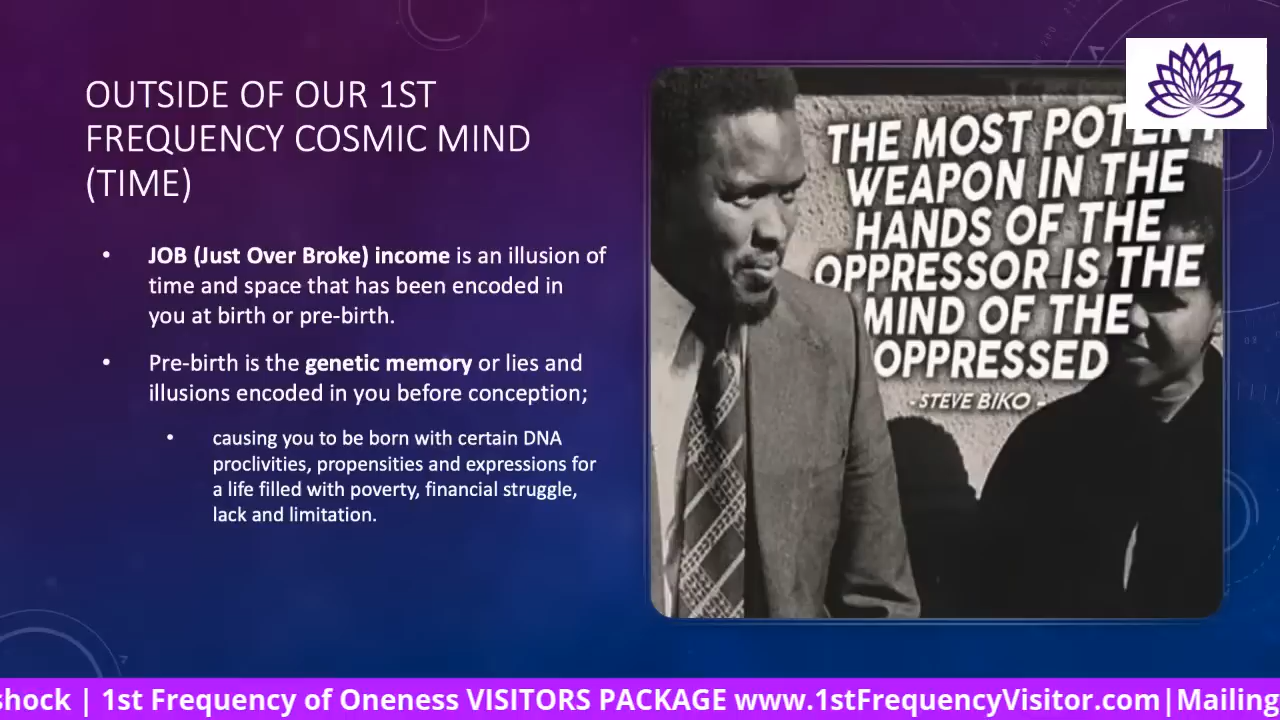 OUTSIDE OF OUR 1ST
FREQUENCY COSMIC MIND
(TIME)
• JOB (Just Over Broke) income is an illusion of
time and space that has been encoded in
you at birth or pre-birth.
• Pre-birth is the genetic memory or lies and
illusions encoded in you before conception;
• causing you to be born with certain DNA
proclivities, propensities and expressions for
a life filled with poverty, financial struggle,
lack and limitation.
THE MOST POTENT
WEAPON IN THE
HANDS OF THE
OPPRESSOR IS THE
MIND OF THE
OPPRESSED
- STEVE BIKO -
shock | 1st Frequency of Oneness VISITORS PACKAGE www.1stFrequencyVisitor.com|Mailing